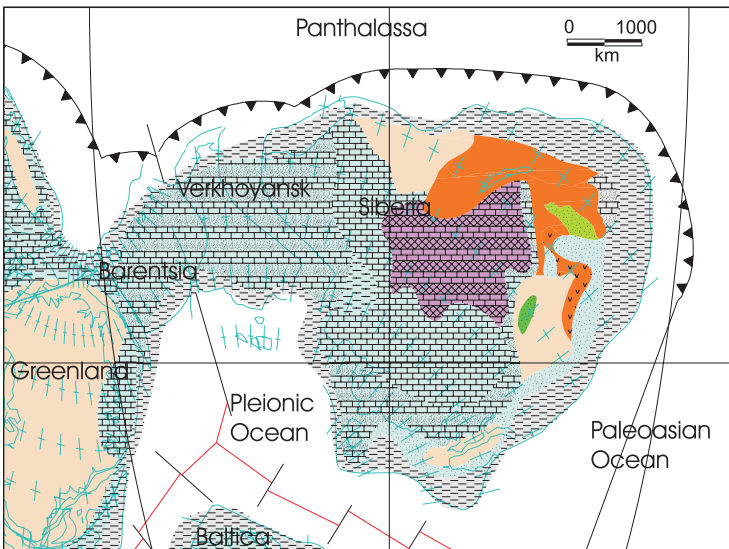 Panthalassa
0 1000
km
Verkhoyansk
Siberia
Barentsia
Greenland
Pleionic
Ocean
Paleoasian
Ocean
Baltica